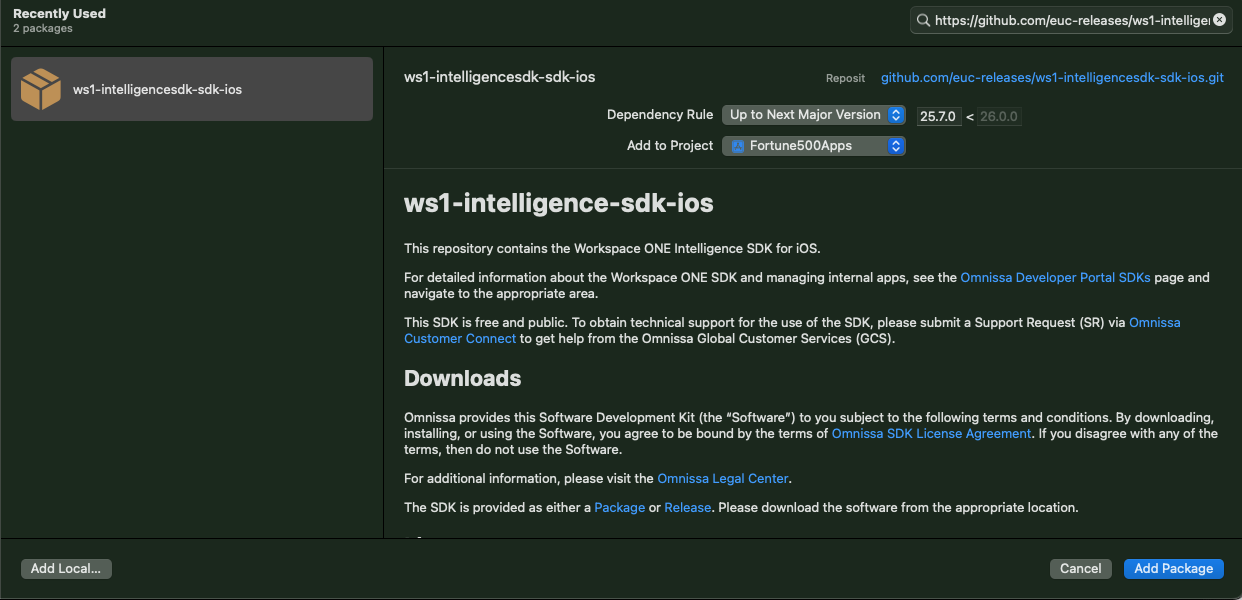 Recently Used
2 packages
https://github.com/euc-releases/ws1-intelliger
ws1-intelligencesdk-sdk-ios
ws1-intelligencesdk-sdk-ios
Reposit
github.com/euc-releases/ws1-intelligencesdk-sdk-ios.git
Dependency Rule
Up to Next Major Version
25.7.0 < 26.0.0
Add to Project
Fortune500Apps
ws1-intelligence-sdk-ios
This repository contains the Workspace ONE Intelligence SDK for iOS.
For detailed information about the Workspace ONE SDK and managing internal apps, see the Omnissa Developer Portal SDKs page and
navigate to the appropriate area.
This SDK is free and public. To obtain technical support for the use of the SDK, please submit a Support Request (SR) via Omnissa
Customer Connect to get help from the Omnissa Global Customer Services (GCS).
Downloads
Omnissa provides this Software Development Kit (the “Software”) to you subject to the following terms and conditions. By downloading,
installing, or using the Software, you agree to be bound by the terms of Omnissa SDK License Agreement. If you disagree with any of the
terms, then do not use the Software.
For additional information, please visit the Omnissa Legal Center.
The SDK is provided as either a Package or Release. Please download the software from the appropriate location.
Add Local...
Cancel
Add Package